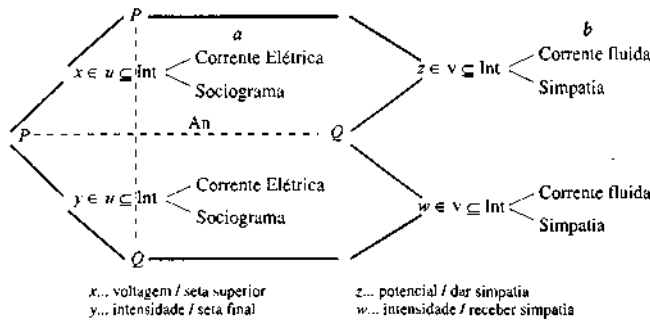 P
a b
Corrente Elétrica Corrente fluida
x ∈ u ⊆ Int z ∈ v ⊆ Int
Sociograma Simpatia
An
P Q
Corrente Elétrica Corrente fluida
y ∈ u ⊆ Int w ∈ v ⊆ Int
Sociograma Simpatia
Q
x... voltagem / seta superior z... potencial / dar simpatia
y... intensidade / seta final w... insensidade / receber simpatia